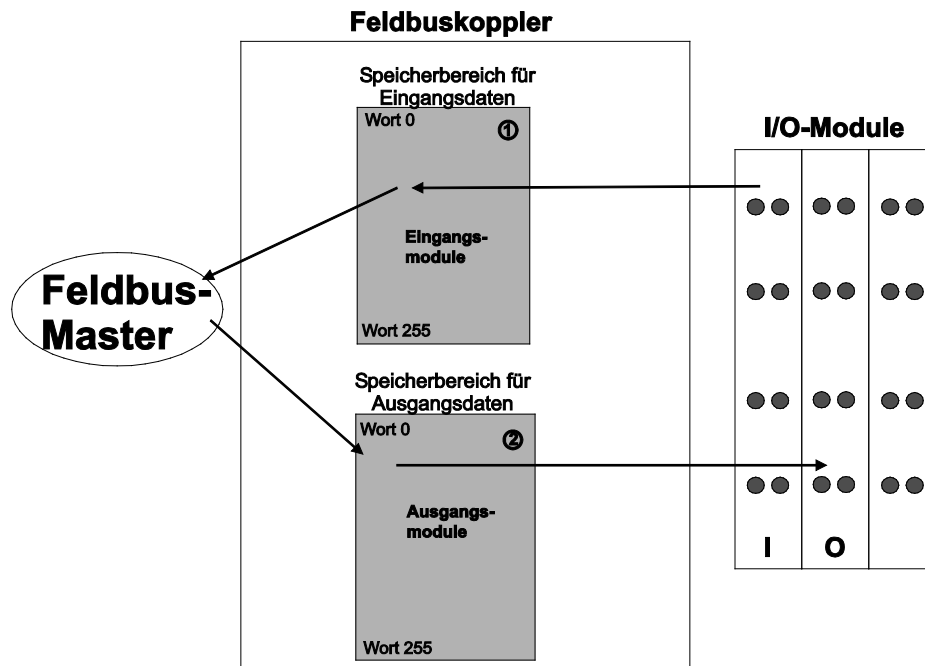 Feldbuskoppler
Speicherbereich für
Eingangsdaten
Wort 0
①
Eingangs-
module
Wort 255
Speicherbereich für
Ausgangsdaten
Wort 0
②
Ausgangs-
module
Wort 255
Feldbus-
Master
I/O-Module
I
O